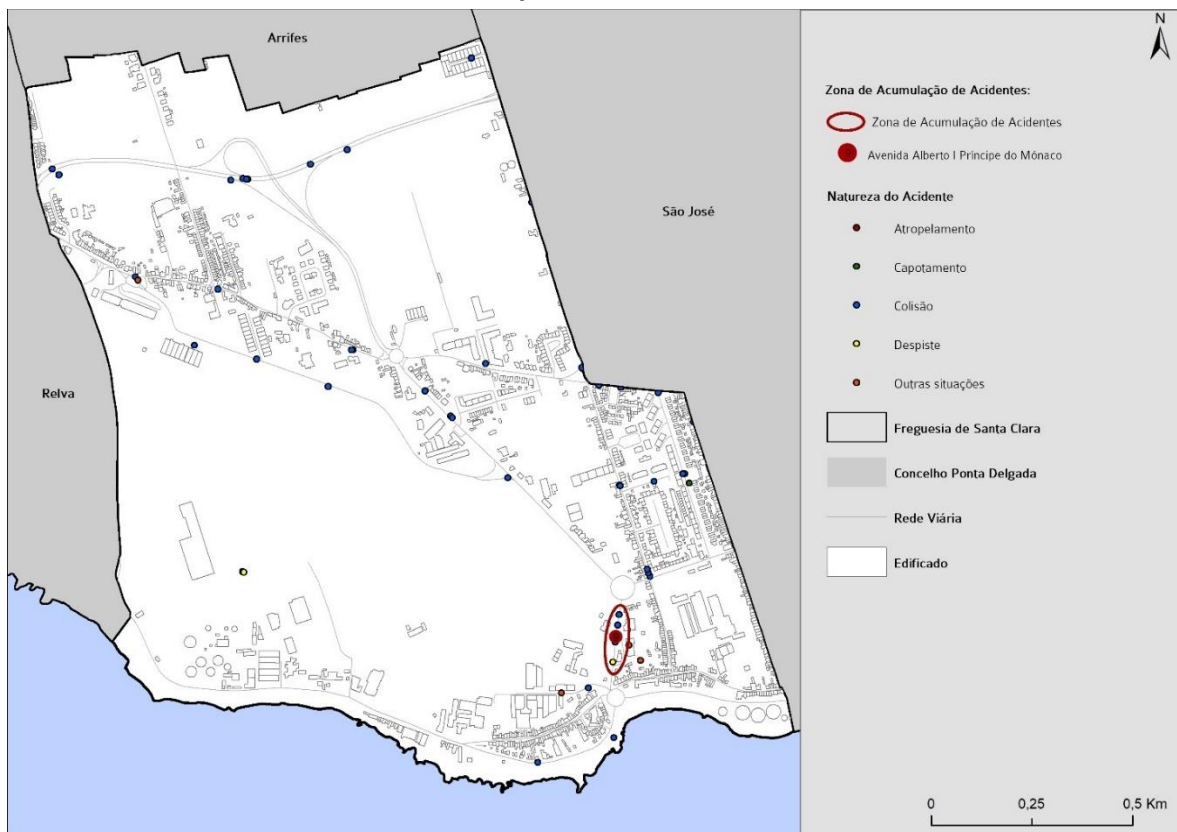 Arrifes
São José
Relva
N
Zona de Acumulação de Acidentes:
Zona de Acumulação de Acidentes
Avenida Alberto I Príncipe do Mónaco
Natureza do Acidente
Atropelamento
Capotamento
Colisão
Despiste
Outras situações
Freguesia de Santa Clara
Concelho Ponta Delgada
Rede Viária
Edificado
0 0,25 0,5 Km